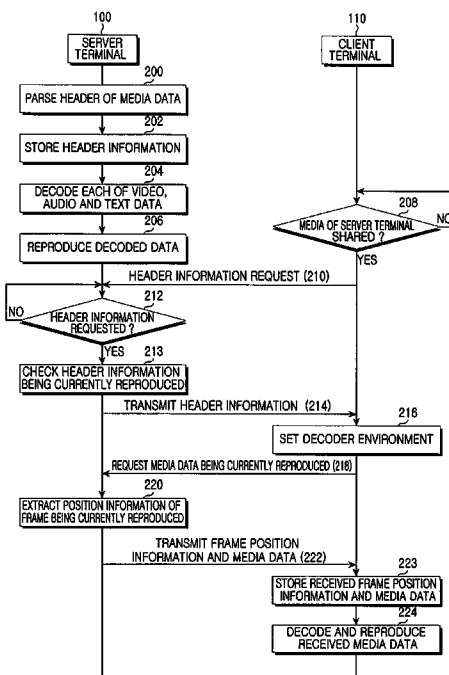 100
SERVER
TERMINAL
110
CLIENT
TERMINAL
200
PARSE HEADER OF MEDIA DATA
202
STORE HEADER INFORMATION
204
DECODE EACH OF VIDEO,
AUDIO AND TEXT DATA
206
REPRODUCE DECODED DATA
208
MEDIA OF SERVER TERMINAL
SHARED ?
NO
YES
HEADER INFORMATION REQUEST (210)
212
HEADER INFORMATION
REQUESTED ?
NO
YES
213
CHECK HEADER INFORMATION
BEING CURRENTLY REPRODUCED
TRANSMIT HEADER INFORMATION (214)
216
SET DECODER ENVIRONMENT
REQUEST MEDIA DATA BEING CURRENTLY REPRODUCED (218)
220
EXTRACT POSITION INFORMATION OF
FRAME BEING CURRENTLY REPRODUCED
TRANSMIT FRAME POSITION
INFORMATION AND MEDIA DATA (222)
223
STORE RECEIVED FRAME POSITION
INFORMATION AND MEDIA DATA
224
DECODE AND REPRODUCE
RECEIVED MEDIA DATA